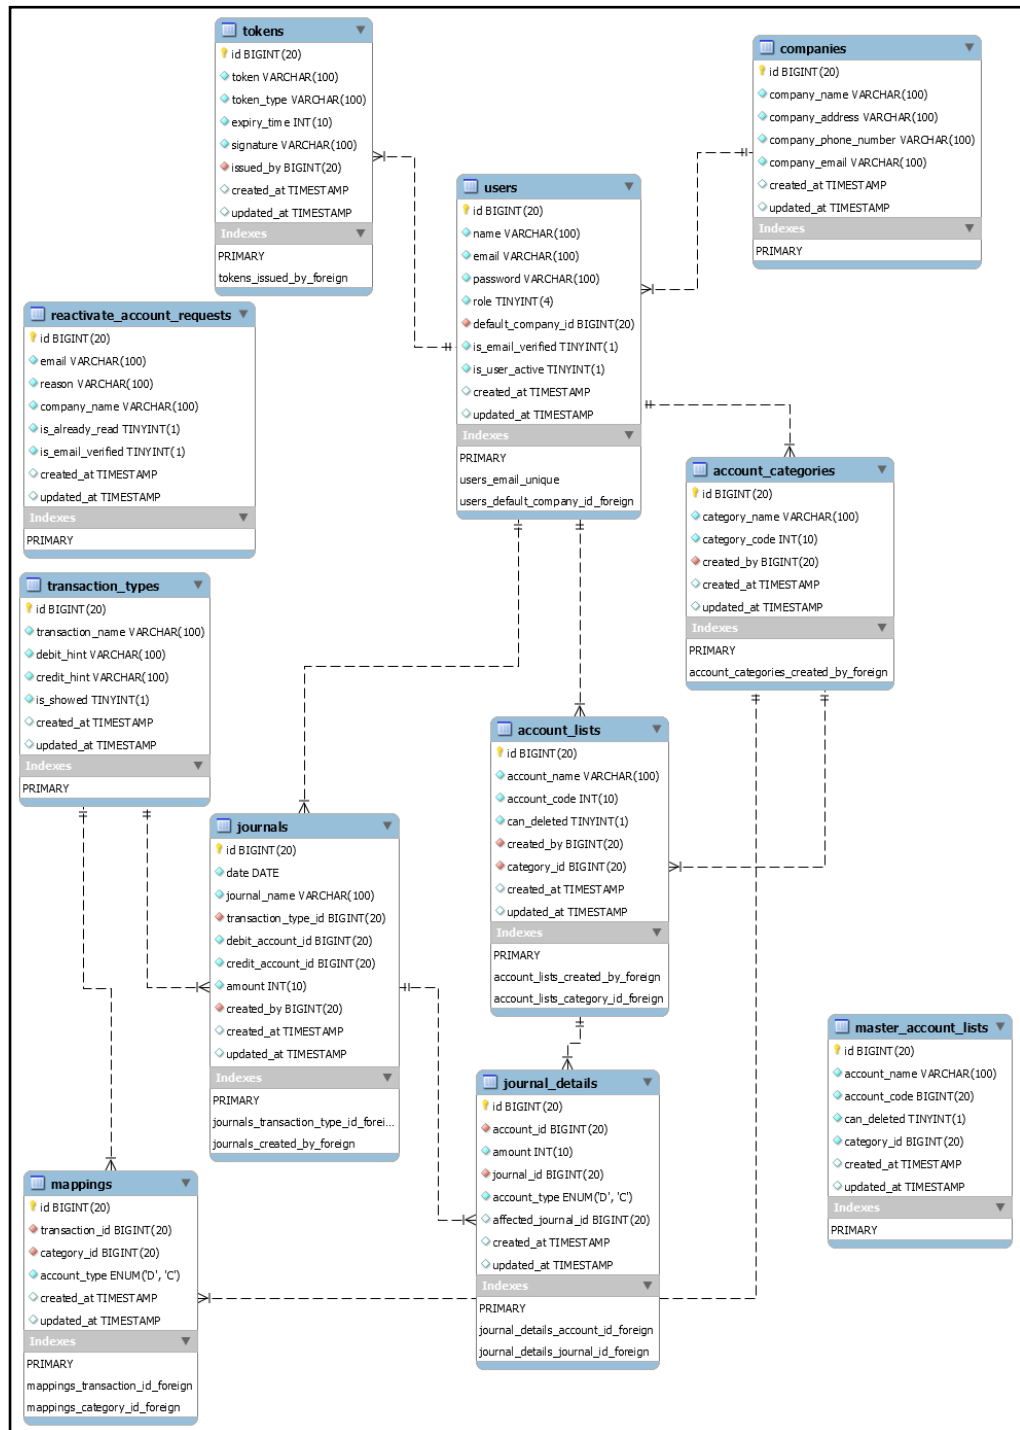 tokens
id BIGINT(20)
token VARCHAR(100)
token_type VARCHAR(100)
expiry_time INT(10)
signature VARCHAR(100)
issued_by BIGINT(20)
created_at TIMESTAMP
updated_at TIMESTAMP
Indexes
PRIMARY
tokens_issued_by_foreign
companies
id BIGINT(20)
company_name VARCHAR(100)
company_address VARCHAR(100)
company_phone_number VARCHAR(100)
company_email VARCHAR(100)
created_at TIMESTAMP
updated_at TIMESTAMP
Indexes
PRIMARY
users
id BIGINT(20)
name VARCHAR(100)
email VARCHAR(100)
password VARCHAR(100)
role TINYINT(4)
default_company_id BIGINT(20)
is_email_verified TINYINT(1)
is_user_active TINYINT(1)
created_at TIMESTAMP
updated_at TIMESTAMP
Indexes
PRIMARY
users_email_unique
users_default_company_id_foreign
reactivate_account_requests
id BIGINT(20)
email VARCHAR(100)
reason VARCHAR(100)
company_name VARCHAR(100)
is_already_read TINYINT(1)
is_email_verified TINYINT(1)
created_at TIMESTAMP
updated_at TIMESTAMP
Indexes
PRIMARY
account_categories
id BIGINT(20)
category_name VARCHAR(100)
category_code INT(10)
created_by BIGINT(20)
created_at TIMESTAMP
updated_at TIMESTAMP
Indexes
PRIMARY
account_categories_created_by_foreign
transaction_types
id BIGINT(20)
transaction_name VARCHAR(100)
debit_hint VARCHAR(100)
credit_hint VARCHAR(100)
is_showed TINYINT(1)
created_at TIMESTAMP
updated_at TIMESTAMP
Indexes
PRIMARY
account_lists
id BIGINT(20)
account_name VARCHAR(100)
account_code INT(10)
can_deleted TINYINT(1)
created_by BIGINT(20)
category_id BIGINT(20)
created_at TIMESTAMP
updated_at TIMESTAMP
Indexes
PRIMARY
account_lists_created_by_foreign
account_lists_category_id_foreign
journals
id BIGINT(20)
date DATE
journal_name VARCHAR(100)
transaction_type_id BIGINT(20)
debit_account_id BIGINT(20)
credit_account_id BIGINT(20)
amount INT(10)
created_by BIGINT(20)
created_at TIMESTAMP
updated_at TIMESTAMP
Indexes
PRIMARY
journals_transaction_type_id_forei...
journals_created_by_foreign
master_account_lists
id BIGINT(20)
account_name VARCHAR(100)
account_code BIGINT(20)
can_deleted TINYINT(1)
category_id BIGINT(20)
created_at TIMESTAMP
updated_at TIMESTAMP
Indexes
PRIMARY
journal_details
id BIGINT(20)
account_id BIGINT(20)
amount INT(10)
journal_id BIGINT(20)
account_type ENUM('D', 'C')
affected_journal_id BIGINT(20)
created_at TIMESTAMP
updated_at TIMESTAMP
Indexes
PRIMARY
journal_details_account_id_foreign
journal_details_journal_id_foreign
mappings
id BIGINT(20)
transaction_id BIGINT(20)
category_id BIGINT(20)
account_type ENUM('D', 'C')
created_at TIMESTAMP
updated_at TIMESTAMP
Indexes
PRIMARY
mappings_transaction_id_foreign
mappings_category_id_foreign